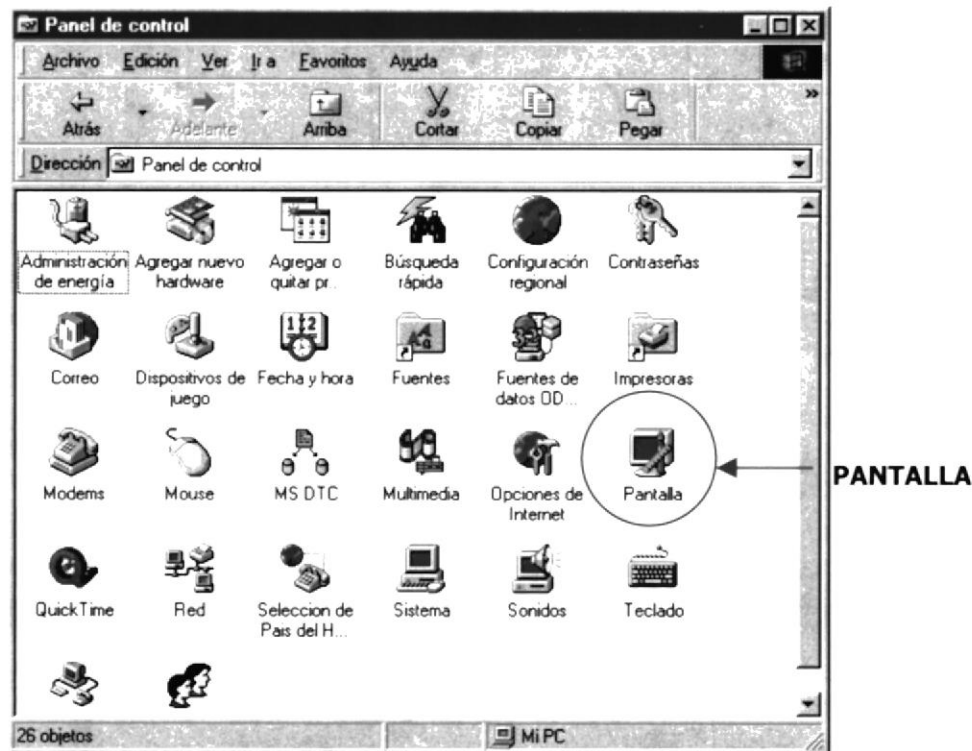 Panel de control
Archivo Edición Ver Ir a Favoritos Ayuda
Atrás Adelante Arriba Cortar Copiar Pegar »
Dirección Panel de control
Administración de energía
Agregar nuevo hardware
Agregar o quitar pr...
Búsqueda rápida
Configuración regional
Contraseñas
Correo
Dispositivos de juego
Fecha y hora
Fuentes
Fuentes de datos OD...
Impresoras
Modems
Mouse
MS DTC
Multimedia
Opciones de Internet
Pantalla
PANTALLA
QuickTime
Red
Seleccion de Pais del H...
Sistema
Sonidos
Teclado
26 objetos
Mi PC